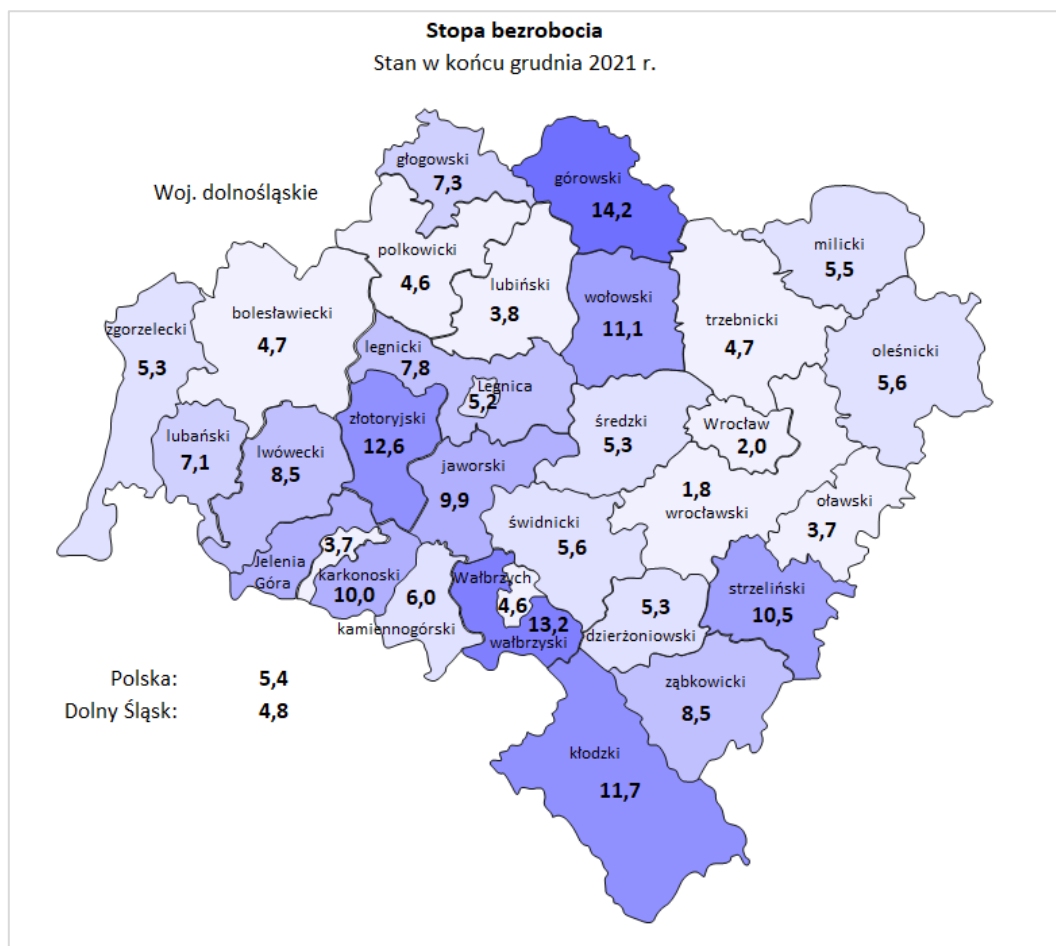 Stopa bezrobocia
Stan w końcu grudnia 2021 r.
Woj. dolnośląskie
głogowski
7,3
górowski
14,2
milicki
5,5
polkowicki
4,6
lubiński
3,8
wołowski
11,1
trzebnicki
4,7
bolesławiecki
4,7
zgorzelecki
5,3
legnicki
7,8
Legnica
5,2
oleśnicki
5,6
złotoryjski
12,6
średzki
5,3
Wrocław
2,0
lubański
7,1
lwówecki
8,5
jaworski
9,9
1,8
wrocławski
oławski
3,7
świdnicki
5,6
3,7
Jelenia
Góra
karkonoski
10,0
6,0
kamiennogórski
Wałbrzych
4,6
13,2
wałbrzyski
5,3
dzierżoniowski
strzeliński
10,5
ząbkowicki
8,5
Polska: 5,4
Dolny Śląsk: 4,8
kłodzki
11,7